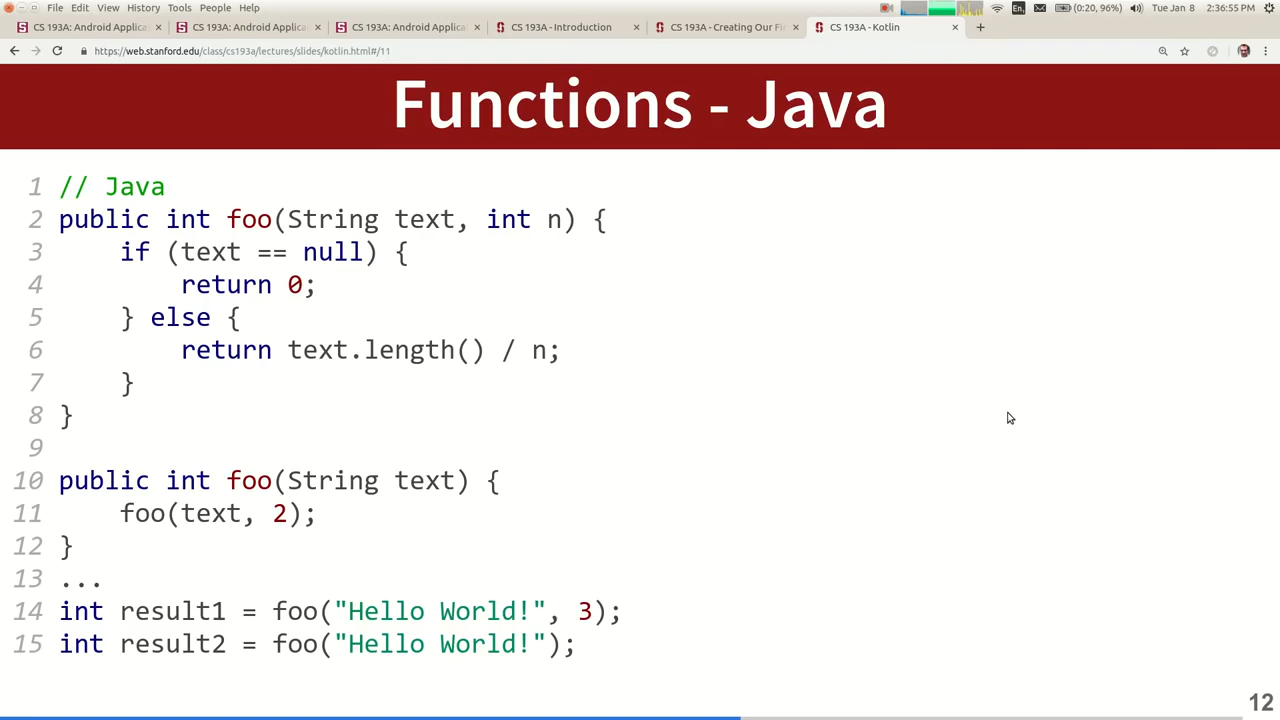 File Edit View History Tools People Help
En (0:20, 96%) Tue Jan 8 2:36:55 PM
CS 193A: Android Applica CS 193A: Android Applica CS 193A: Android Applica CS 193A - Introduction CS 193A - Creating Our Fi CS 193A - Kotlin
https://web.stanford.edu/class/cs193a/lectures/slides/kotlin.html#/11
Functions - Java
1 // Java
2 public int foo(String text, int n) {
3 if (text == null) {
4 return 0;
5 } else {
6 return text.length() / n;
7 }
8 }
9
10 public int foo(String text) {
11 foo(text, 2);
12 }
13 ...
14 int result1 = foo("Hello World!", 3);
15 int result2 = foo("Hello World!");
12